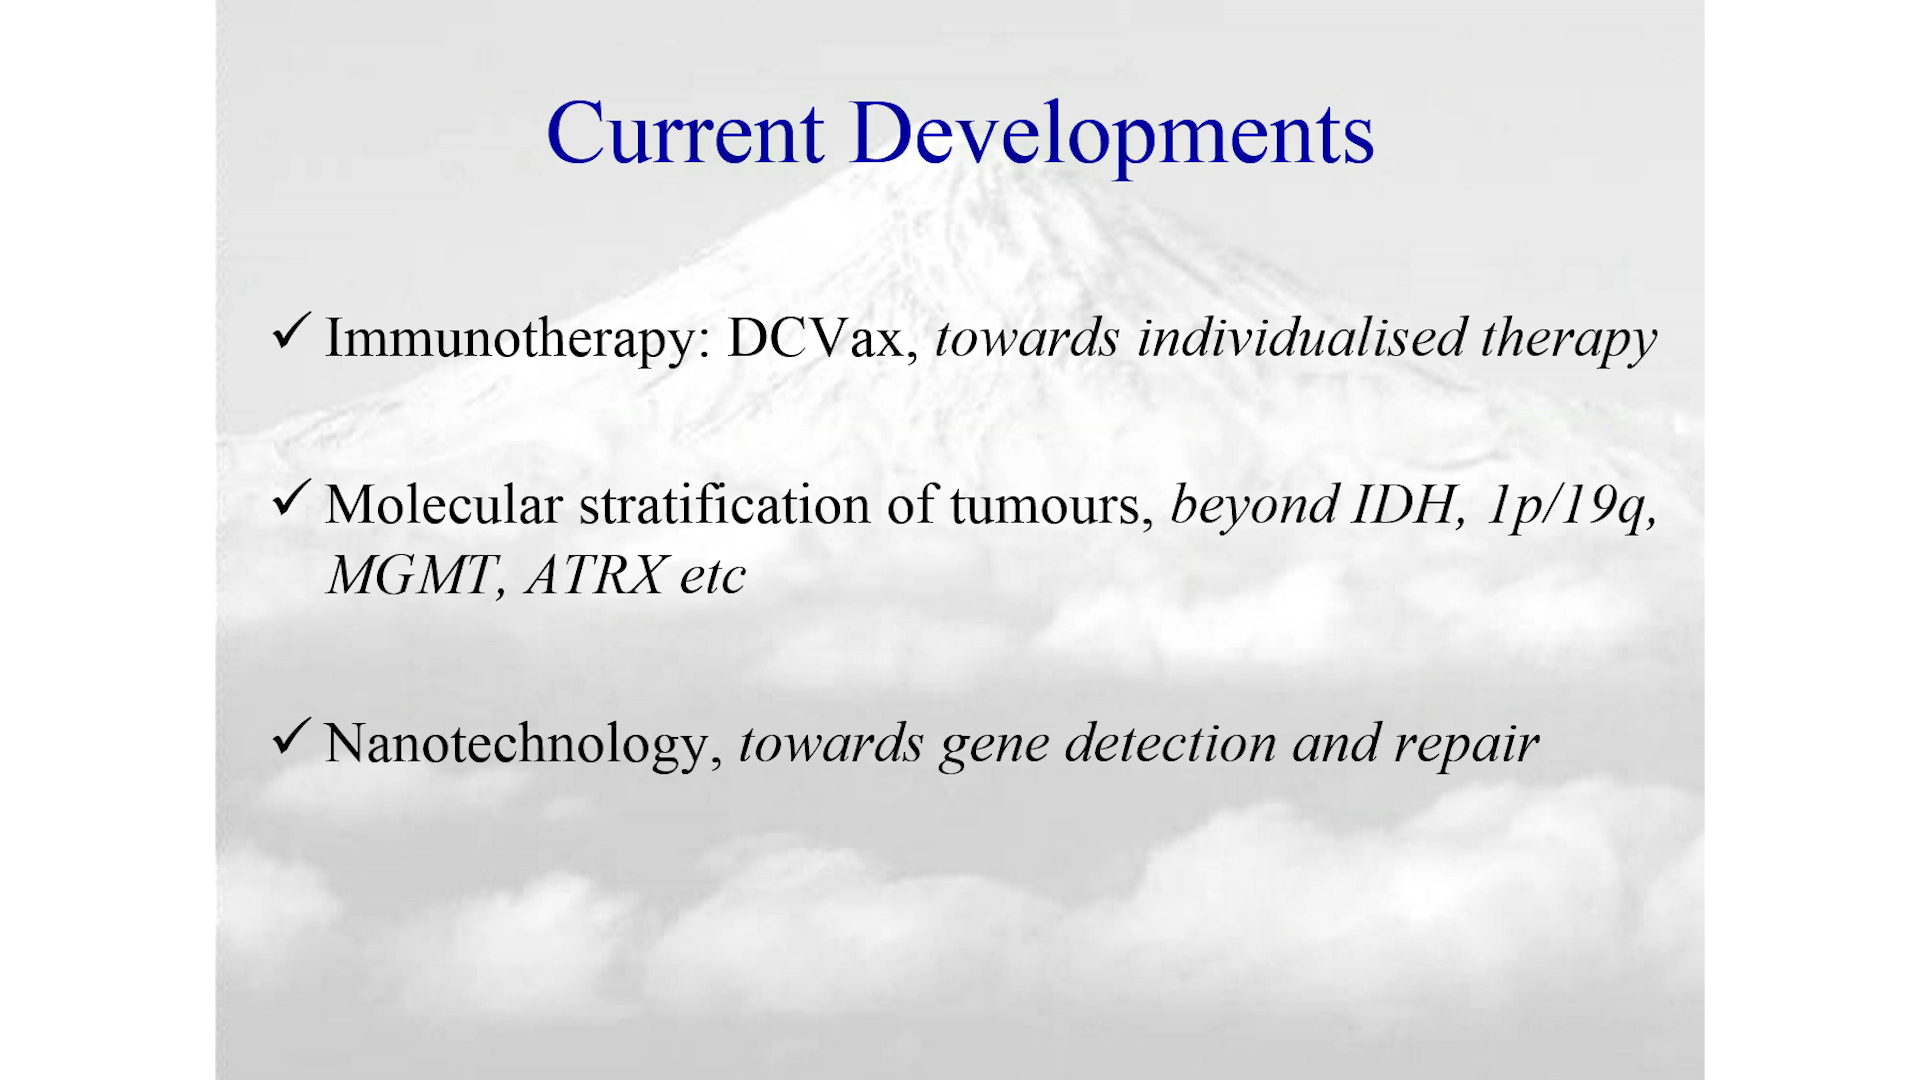 Current Developments
✓ Immunotherapy: DCVax, towards individualised therapy
✓ Molecular stratification of tumours, beyond IDH, 1p/19q,
MGMT, ATRX etc
✓ Nanotechnology, towards gene detection and repair